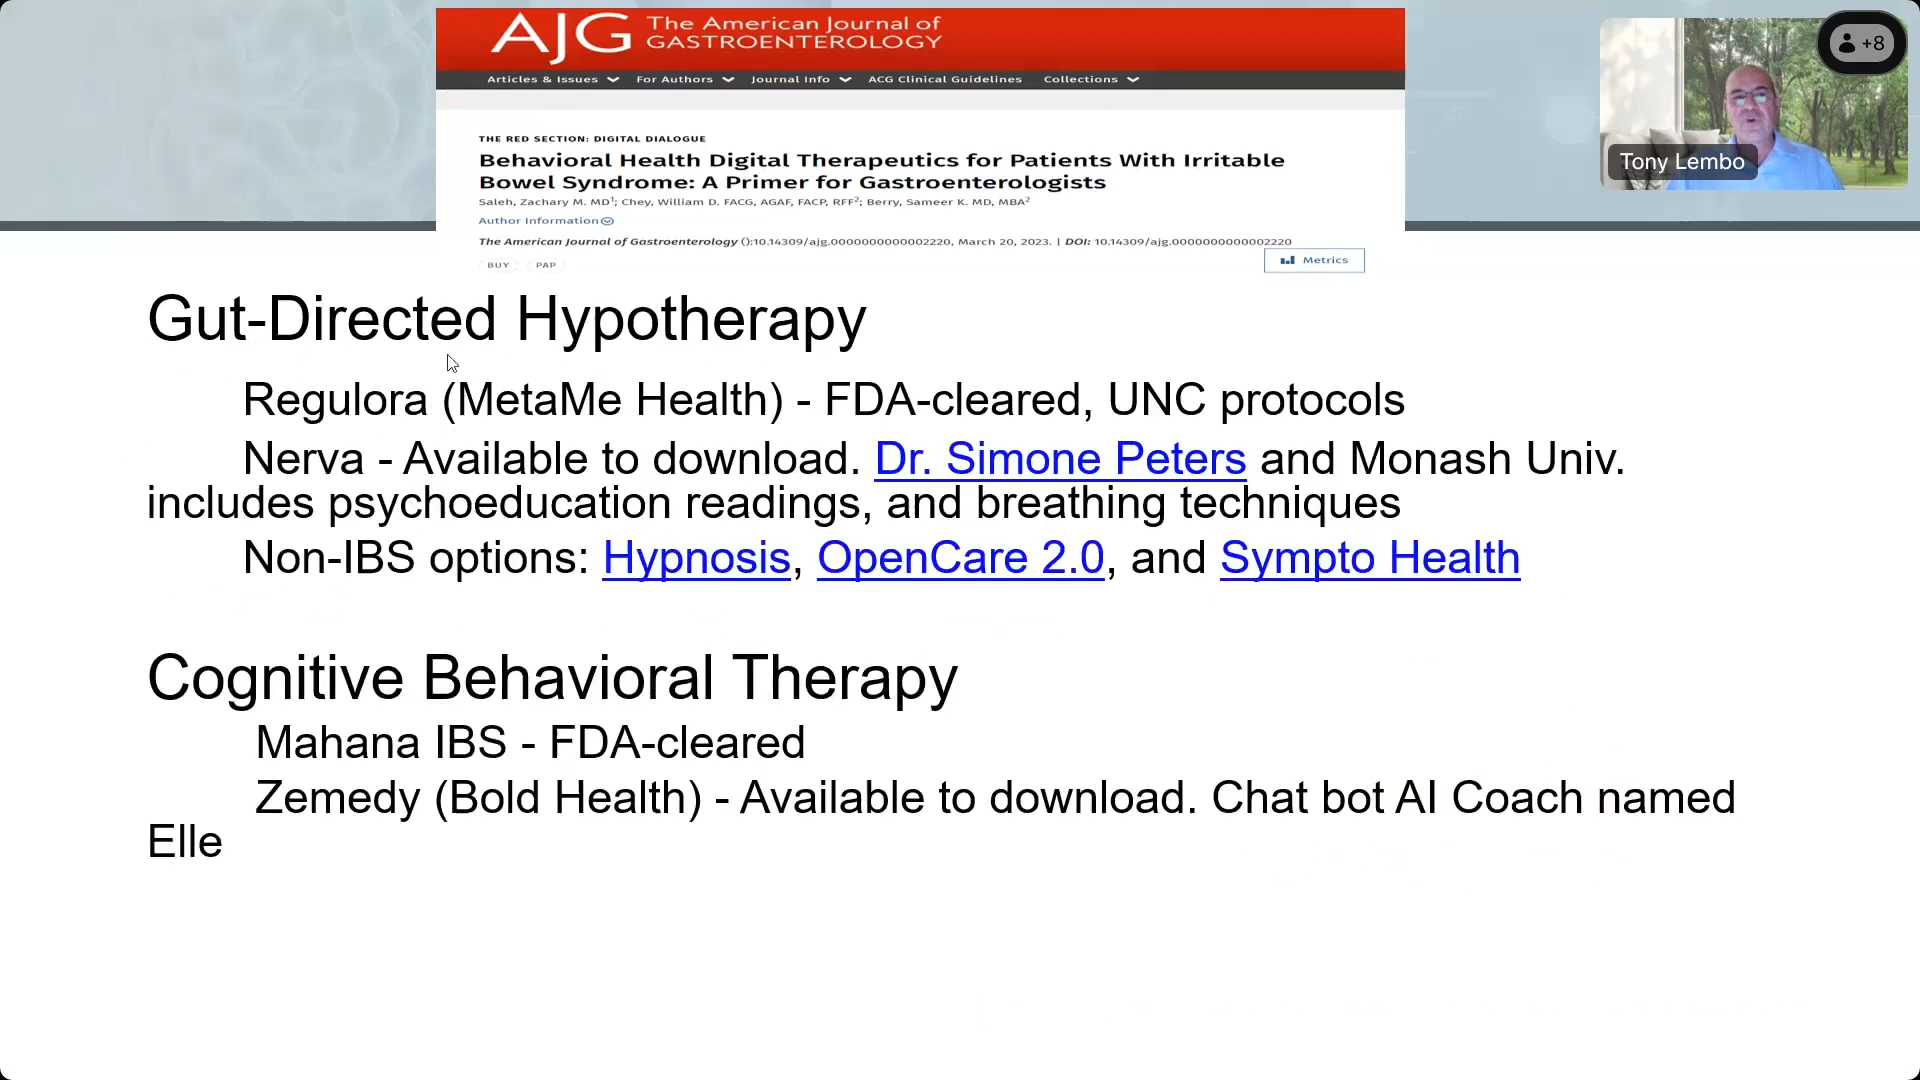 AJG The American Journal of
GASTROENTEROLOGY
Articles & Issues For Authors Journal Info ACG Clinical Guidelines Collections
+8
Tony Lembo
THE RED SECTION: DIGITAL DIALOGUE
Behavioral Health Digital Therapeutics for Patients With Irritable
Bowel Syndrome: A Primer for Gastroenterologists
Saleh, Zachary M. MD1; Chey, William D. FACG, AGAF, FACP, RFF2; Berry, Sameer K. MD, MBA2
Author Information
The American Journal of Gastroenterology ():10.14309/ajg.0000000000002220, March 20, 2023. | DOI: 10.14309/ajg.0000000000002220
BUY PAP
Metrics
Gut-Directed Hypotherapy
Regulora (MetaMe Health) - FDA-cleared, UNC protocols
Nerva - Available to download. Dr. Simone Peters and Monash Univ.
includes psychoeducation readings, and breathing techniques
Non-IBS options: Hypnosis, OpenCare 2.0, and Sympto Health
Cognitive Behavioral Therapy
Mahana IBS - FDA-cleared
Zemedy (Bold Health) - Available to download. Chat bot AI Coach named
Elle